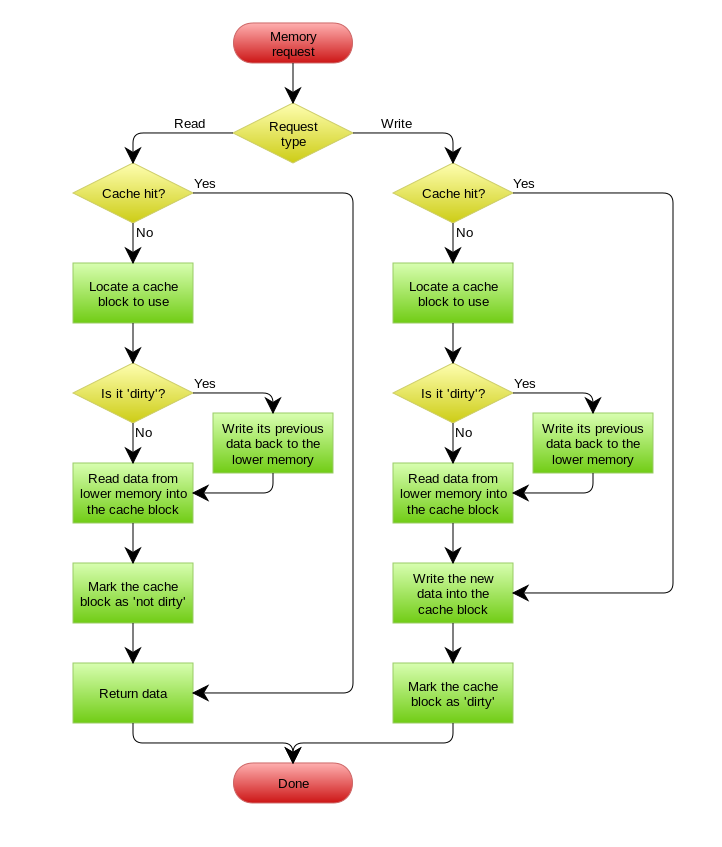 Memory
request
Read
Request
type
Write
Cache hit?
Yes
No
Locate a cache
block to use
Is it 'dirty'?
Yes
No
Write its previous
data back to the
lower memory
Read data from
lower memory into
the cache block
Mark the cache
block as 'not dirty'
Return data
Cache hit?
Yes
No
Locate a cache
block to use
Is it 'dirty'?
Yes
No
Write its previous
data back to the
lower memory
Read data from
lower memory into
the cache block
Write the new
data into the
cache block
Mark the cache
block as 'dirty'
Done